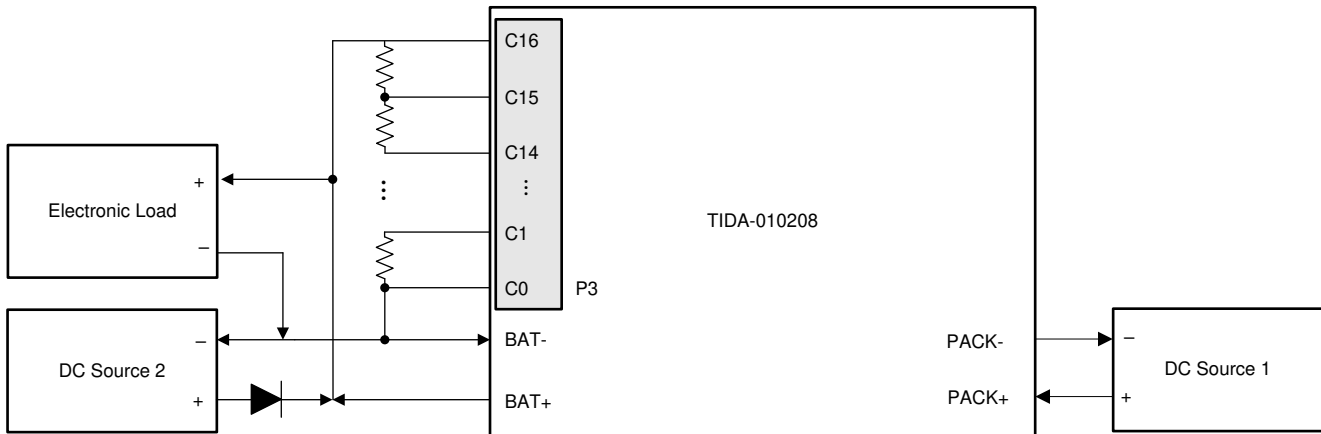 C16
C15
C14
...
C1
C0
P3
BAT-
BAT+
Electronic Load
+
−
...
DC Source 2
−
+
TIDA-010208
PACK-
PACK+
DC Source 1
−
+